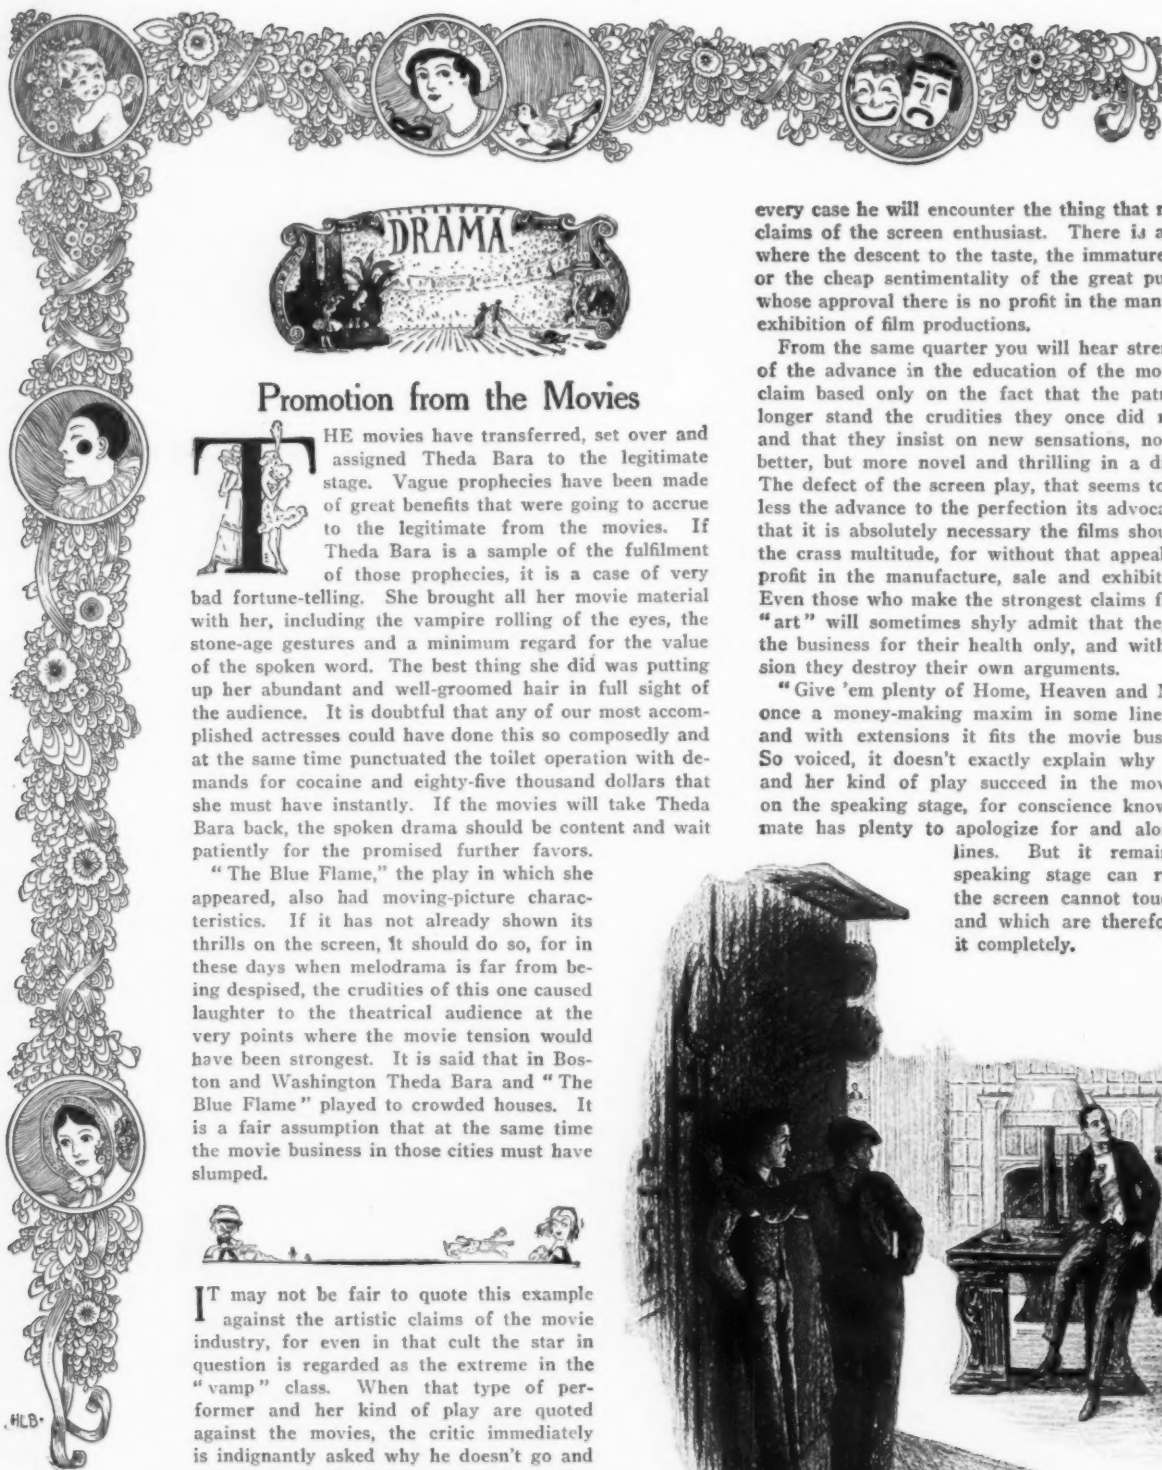 DRAMA
Promotion from the Movies
THE movies have transferred, set over and
assigned Theda Bara to the legitimate
stage. Vague prophecies have been made
of great benefits that were going to accrue
to the legitimate from the movies. If
Theda Bara is a sample of the fulfilment
of those prophecies, it is a case of very
bad fortune-telling. She brought all her movie material
with her, including the vampire rolling of the eyes, the
stone-age gestures and a minimum regard for the value
of the spoken word. The best thing she did was putting
up her abundant and well-groomed hair in full sight of
the audience. It is doubtful that any of our most accom-
plished actresses could have done this so composedly and
at the same time punctuated the toilet operation with de-
mands for cocaine and eighty-five thousand dollars that
she must have instantly. If the movies will take Theda
Bara back, the spoken drama should be content and wait
patiently for the promised further favors.
"The Blue Flame," the play in which she
appeared, also had moving-picture charac-
teristics. If it has not already shown its
thrills on the screen, it should do so, for in
these days when melodrama is far from be-
ing despised, the crudities of this one caused
laughter to the theatrical audience at the
very points where the movie tension would
have been strongest. It is said that in Bos-
ton and Washington Theda Bara and "The
Blue Flame" played to crowded houses. It
is a fair assumption that at the same time
the movie business in those cities must have
slumped.
IT may not be fair to quote this example
against the artistic claims of the movie
industry, for even in that cult the star in
question is regarded as the extreme in the
"vamp" class. When that type of per-
former and her kind of play are quoted
against the movies, the critic immediately
is indignantly asked why he doesn't go and
every case he will encounter the thing that
claims of the screen enthusiast. There is a
where the descent to the taste, the immature
or the cheap sentimentality of the great pu
whose approval there is no profit in the man
exhibition of film productions.
From the same quarter you will hear stre
of the advance in the education of the mo
claim based only on the fact that the patr
longer stand the crudities they once did
and that they insist on new sensations, no
better, but more novel and thrilling in a d
The defect of the screen play, that seems to
less the advance to the perfection its advoca
that it is absolutely necessary the films shou
the crass multitude, for without that appeal
profit in the manufacture, sale and exhibit
Even those who make the strongest claims f
"art" will sometimes shyly admit that the
the business for their health only, and with
sion they destroy their own arguments.
"Give 'em plenty of Home, Heaven and
once a money-making maxim in some line
and with extensions it fits the movie bus
So voiced, it doesn't exactly explain why
and her kind of play succeed in the mov
on the speaking stage, for conscience know
mate has plenty to apologize for and alo
lines. But it remai
speaking stage can r
the screen cannot tou
and which are therefo
it completely.
HLB